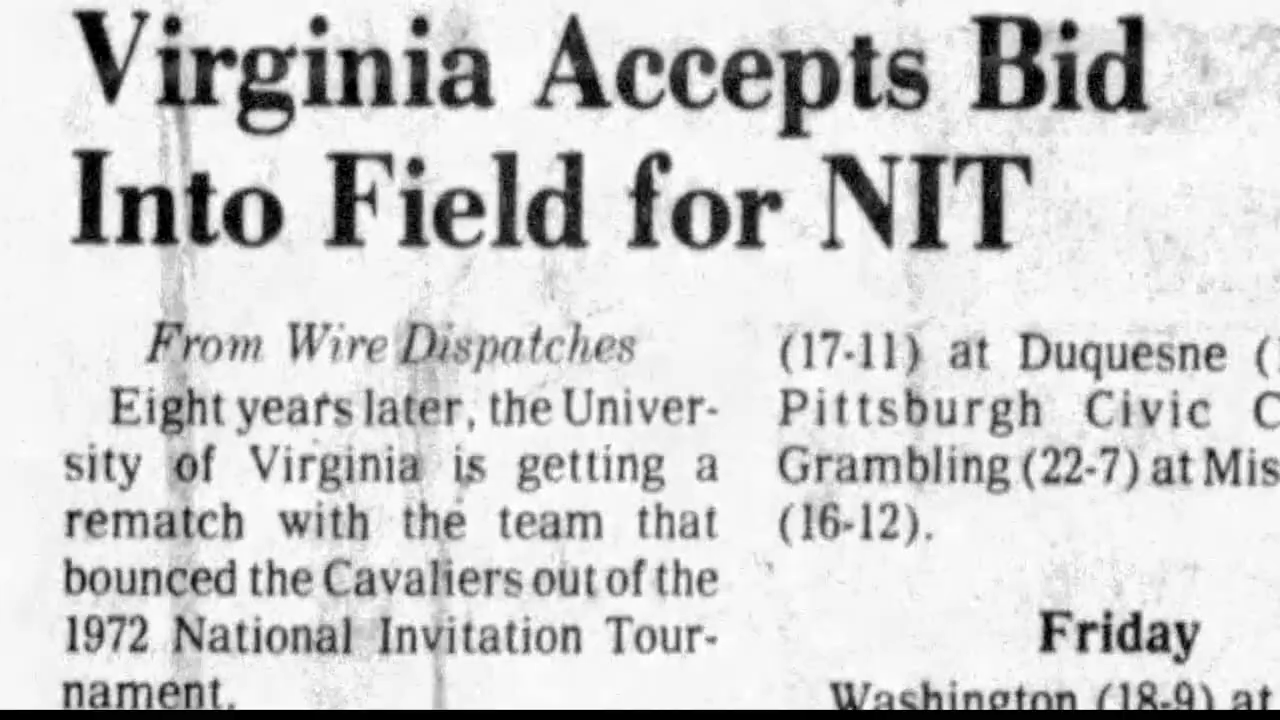 Virginia Accepts Bid
Into Field for NIT
From Wire Dispatches
Eight years later, the Univer-
sity of Virginia is getting a
rematch with the team that
bounced the Cavaliers out of the
1972 National Invitation Tour-
nament.
(17-11) at Duquesne (
Pittsburgh Civic C
Grambling (22-7) at Mis
(16-12).
Friday
Washington (18-9) at